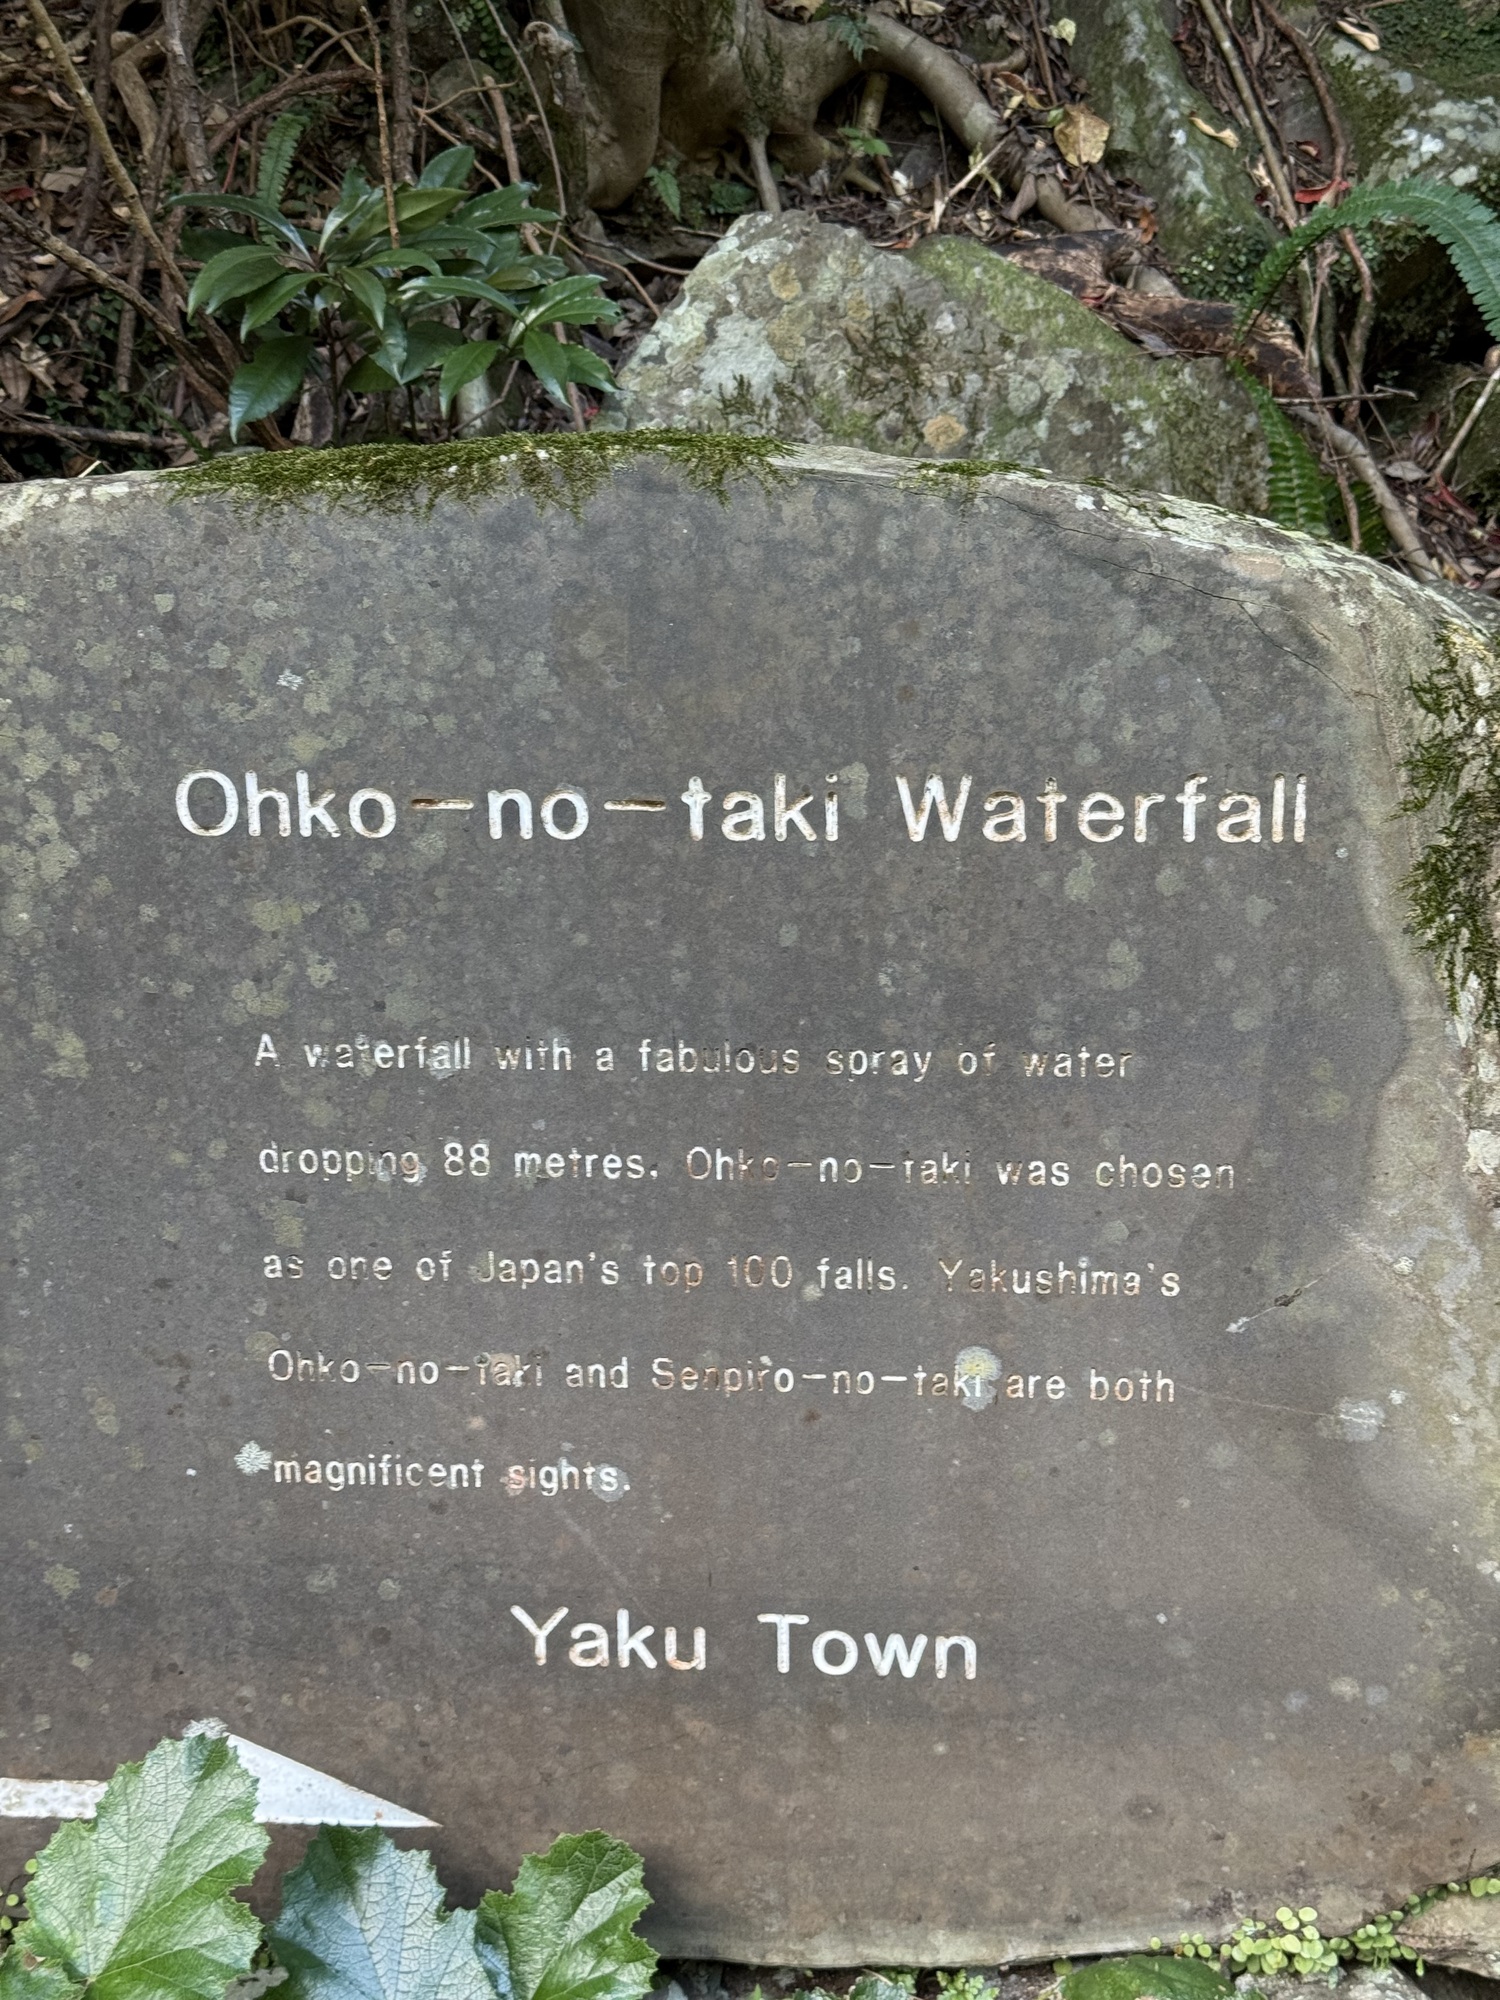 Ohko-no-taki Waterfall
A waterfall with a fabulous spray of water
dropping 88 metres. Ohko-no-taki was chosen
as one of Japan's top 100 falls. Yakushima's
Ohko-no-taki and Senpiro-no-taki are both
magnificent sights.
Yaku Town